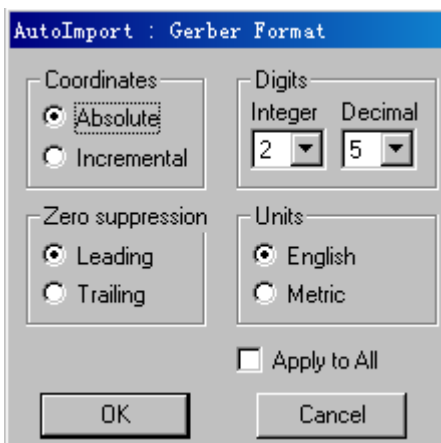 AutoImport : Gerber Format
Coordinates
Absolute
Incremental
Digits
Integer Decimal
2 5
Zero suppression
Leading
Trailing
Units
English
Metric
Apply to All
OK Cancel